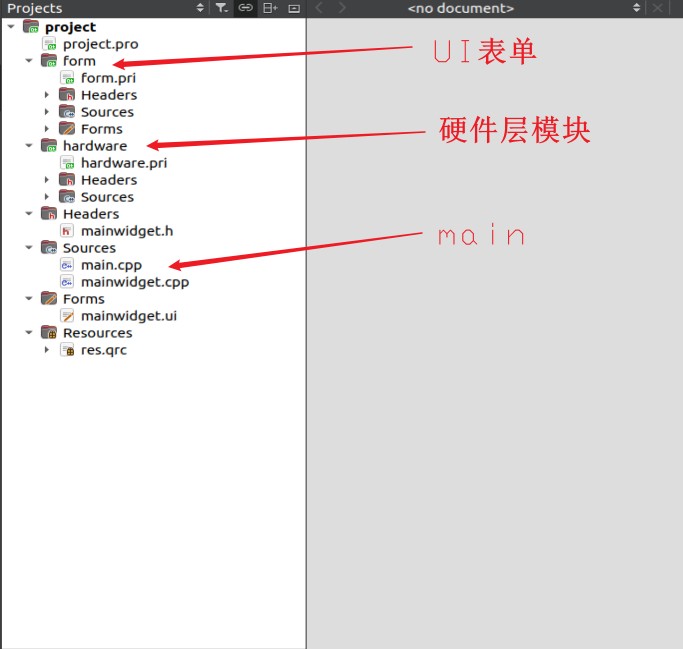 Projects
<no document>
project
project.pro
form
UI表单
form.pri
Headers
Sources
Forms
hardware
硬件层模块
hardware.pri
Headers
Sources
Headers
mainwidget.h
Sources
main
main.cpp
mainwidget.cpp
Forms
mainwidget.ui
Resources
res.qrc